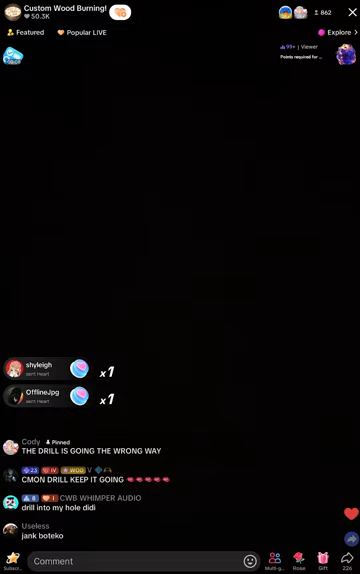 Custom Wood Burning!
50.3K
862
Featured
Popular LIVE
Explore
99+ | Viewer
Points required for ...
shyleigh
sent Heart
x1
OfflineJpg
sent Heart
x1
Cody Pinned
THE DRILL IS GOING THE WRONG WAY
23 IV WOD V
CMON DRILL KEEP IT GOING
8 I CWB WHIMPER AUDIO
drill into my hole didi
Useless
jank boteko
Comment
Subscr... Multi-g... Rose Gift 226